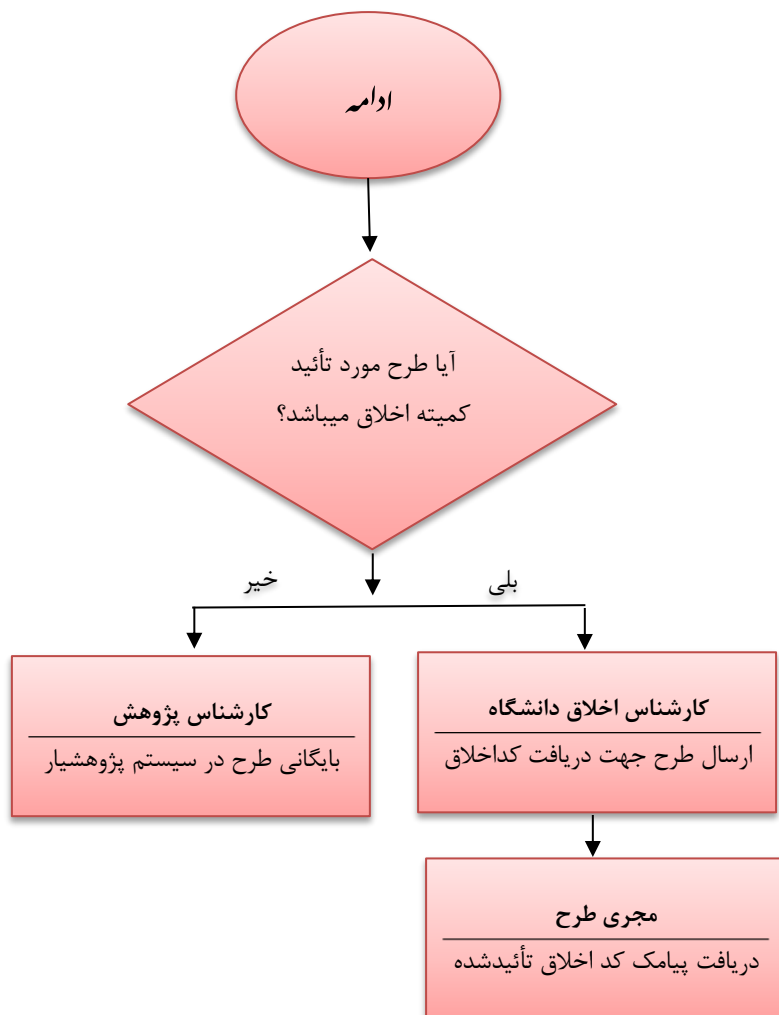 ادامه
آیا طرح مورد تأئید
کمیته اخلاق میباشد؟
بلی
خیر
کارشناس اخلاق دانشگاه
ارسال طرح جهت دریافت کداخلاق
کارشناس پژوهش
بایگانی طرح در سیستم پژوهشیار
مجری طرح
دریافت پیامک کد اخلاق تأئیدشده